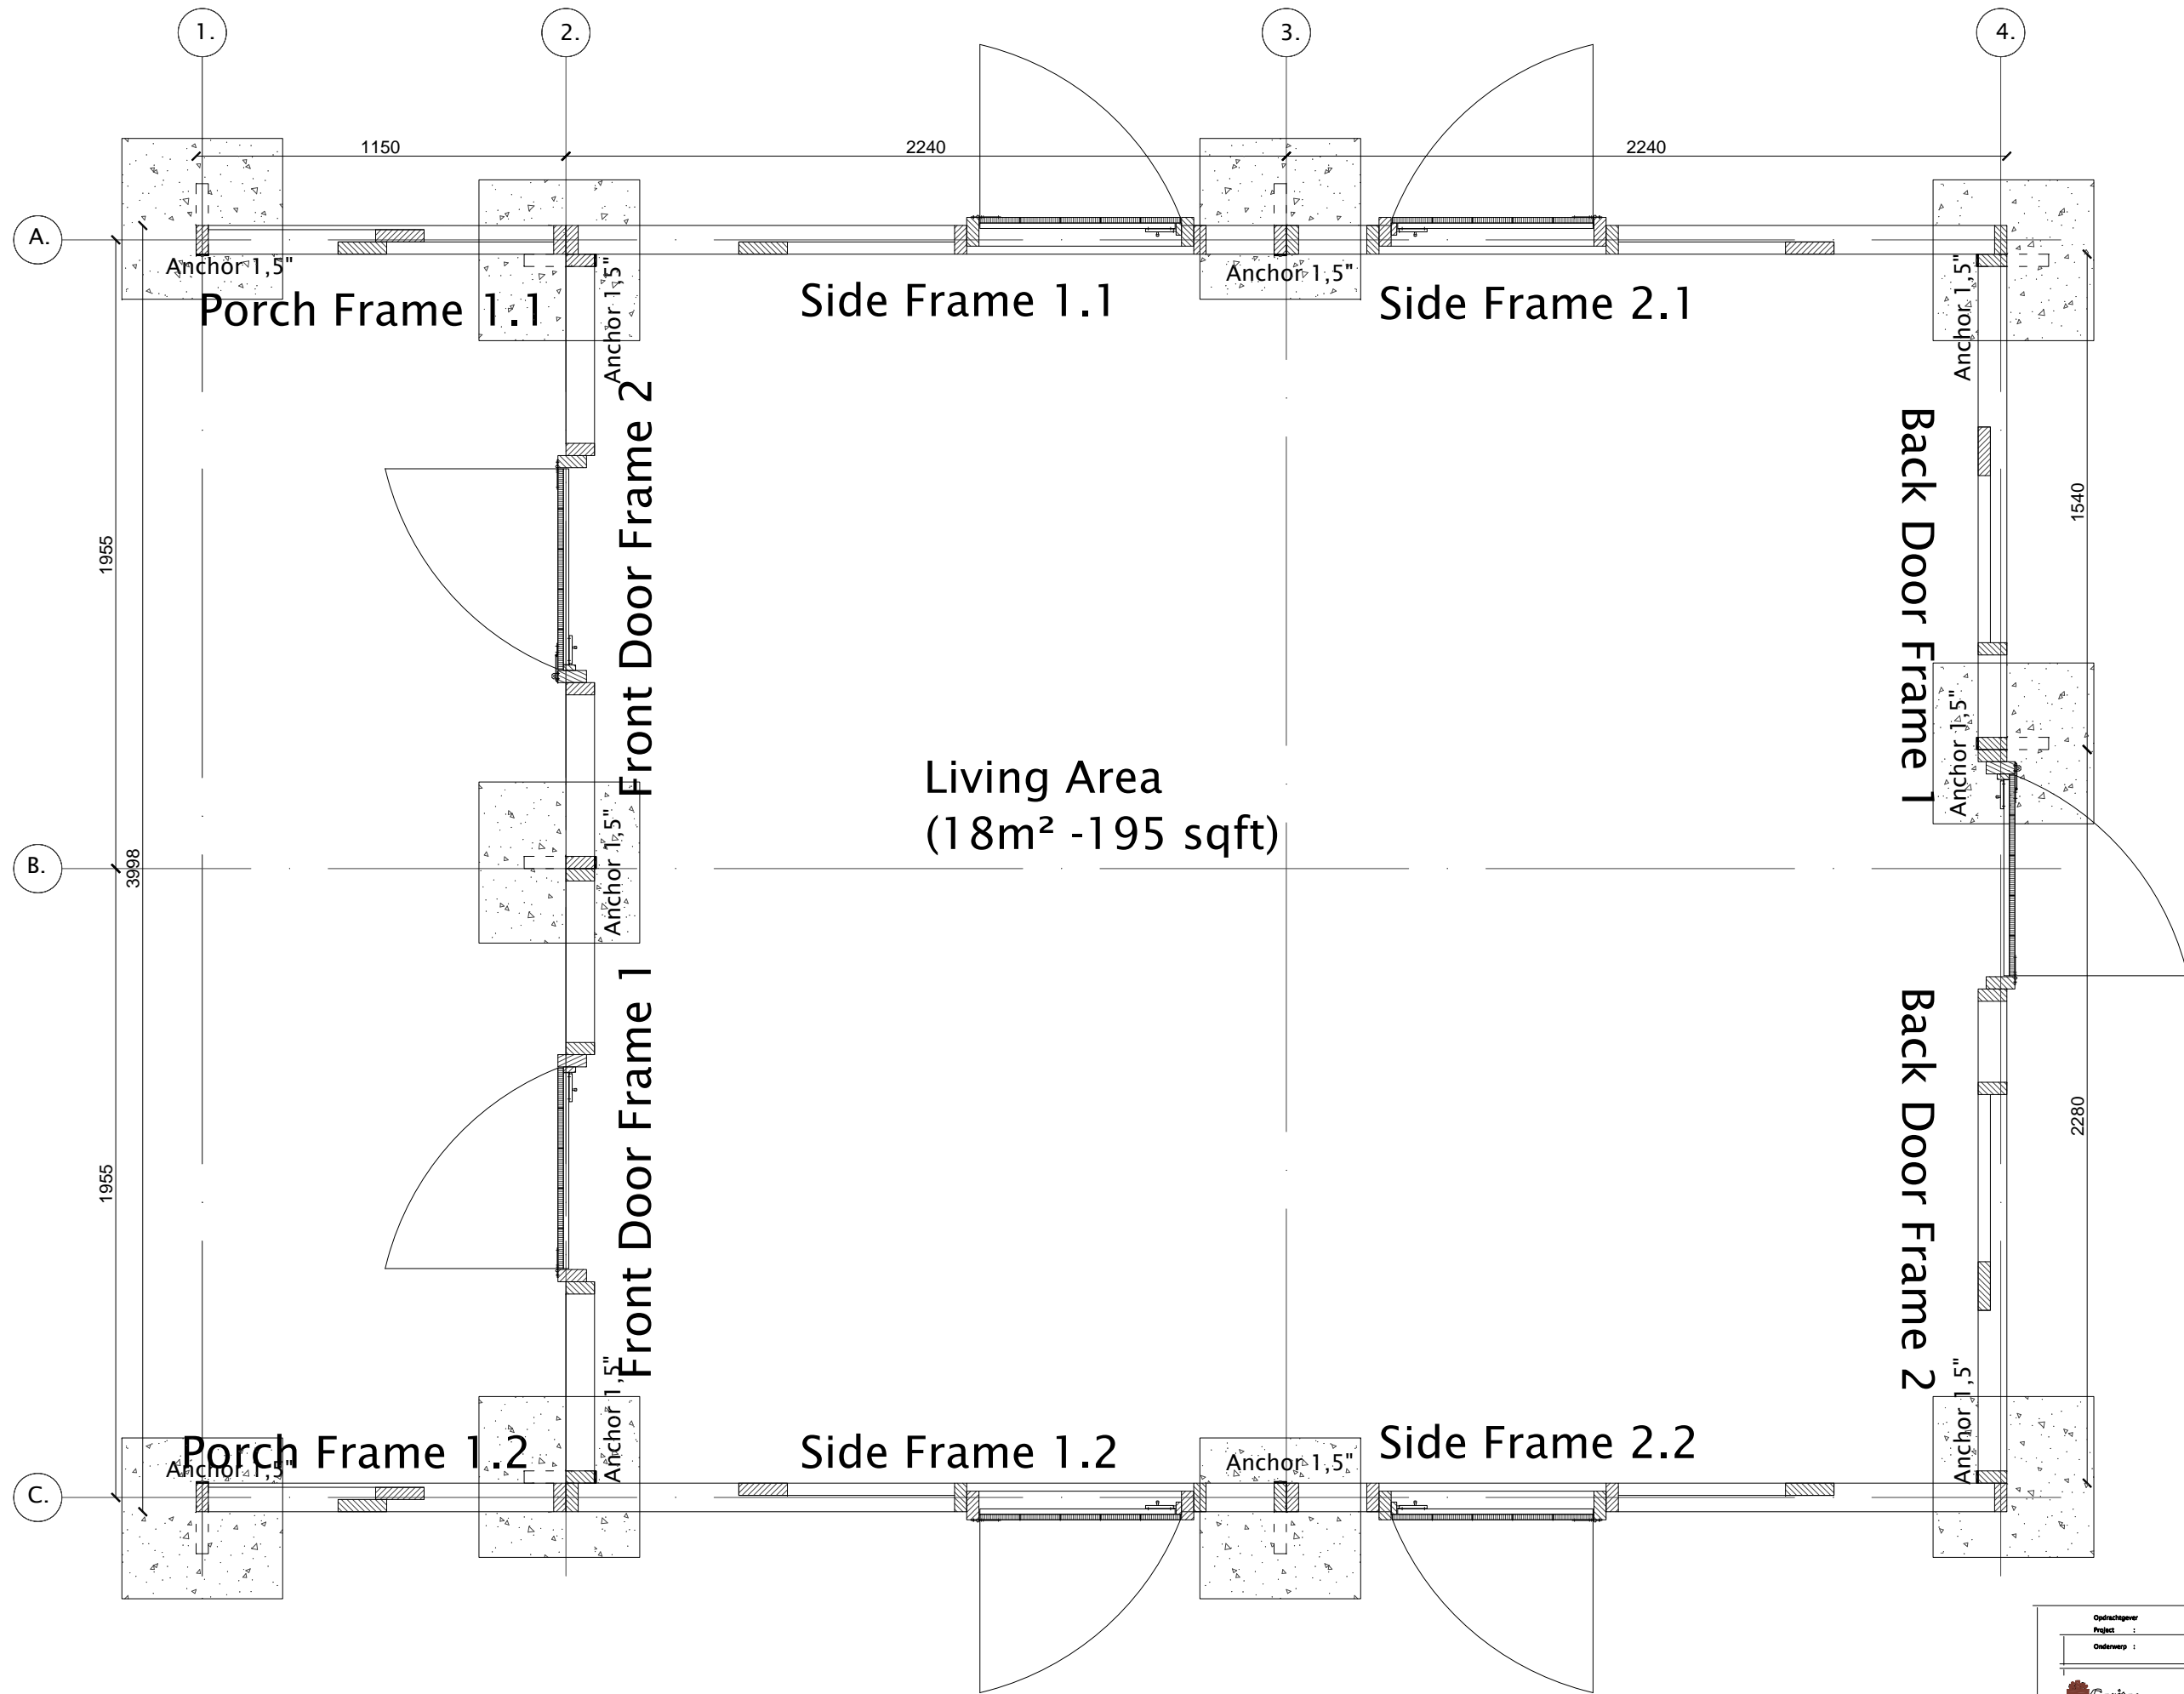 1.
2.
3.
4.
1150
2240
2240
A.
Anchor 1,5"
Anchor 1,5"
Anchor 1,5"
Anchor 1,5"
Porch Frame 1.1
Side Frame 1.1
Side Frame 2.1
Front Door Frame 2
Back Door Frame 1
1955
1540
Living Area
(18m² -195 sqft)
Anchor 1,5"
Anchor 1,5"
B.
3998
Front Door Frame 1
Back Door Frame 2
1955
2280
Anchor 1,5"
Anchor 1,5"
Porch Frame 1.2
Side Frame 1.2
Side Frame 2.2
Anchor 1,5"
Anchor 1,5"
C.
Opdrachtgever
Project :
Onderwerp :